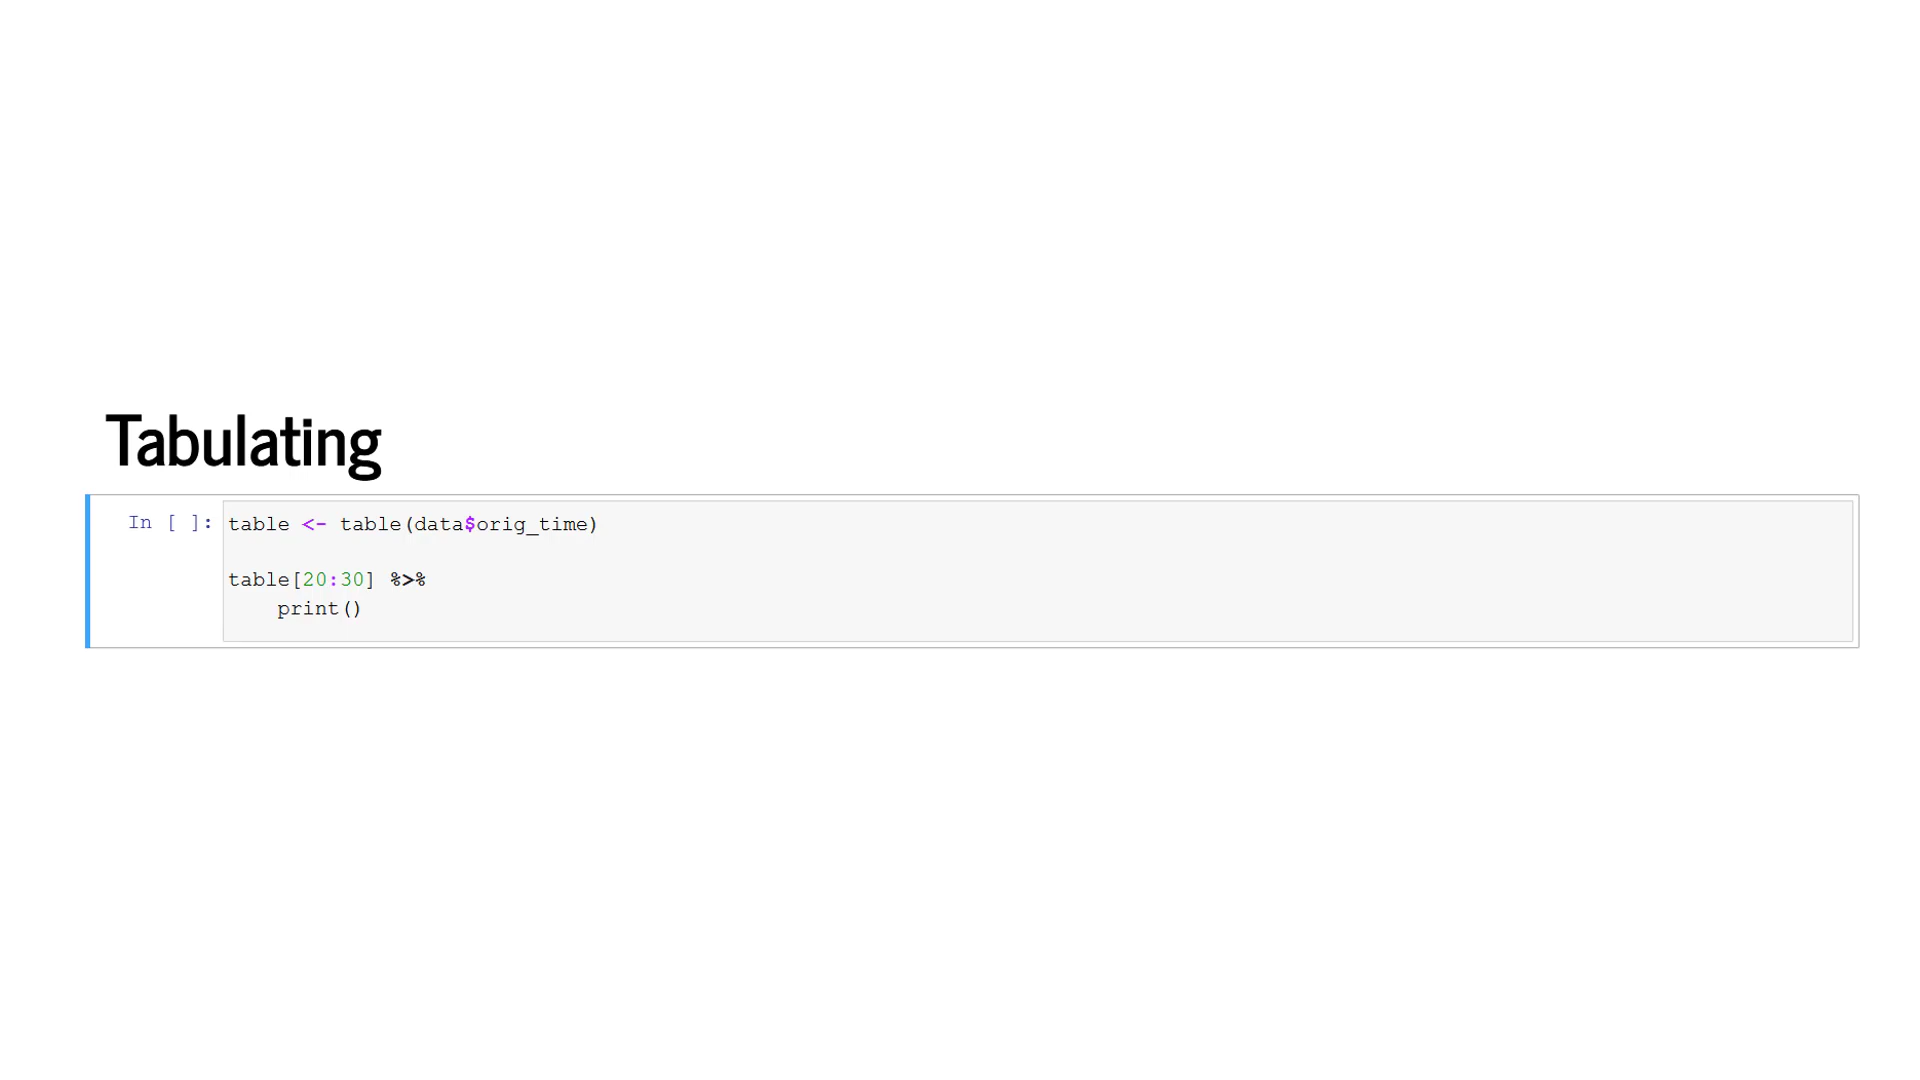 Tabulating
In [ ]: table <- table(data$orig_time)
table[20:30] %>%
    print()